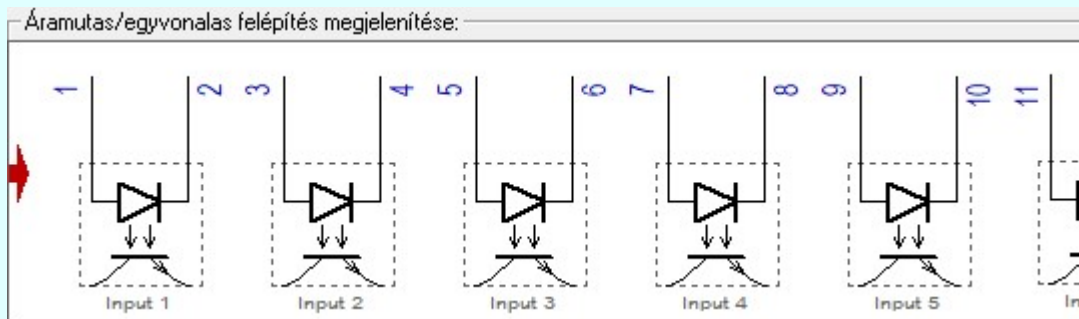 Áramutas/egyvonalas felépítés megjelenítése:
1 2 3 4 5 6 7 8 9 10 11
Input 1 Input 2 Input 3 Input 4 Input 5